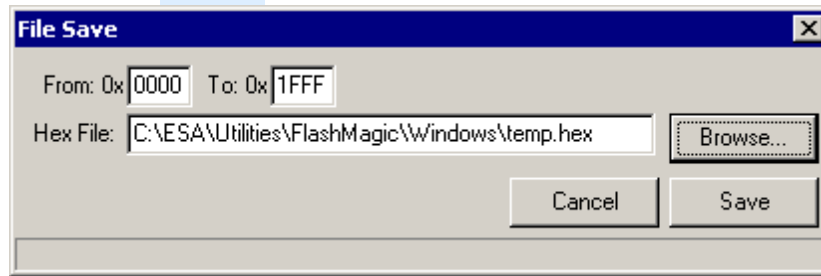 File Save
From: 0x 0000 To: 0x 1FFF
Hex File: C:\ESA\Utilities\FlashMagic\Windows\temp.hex Browse...
Cancel Save